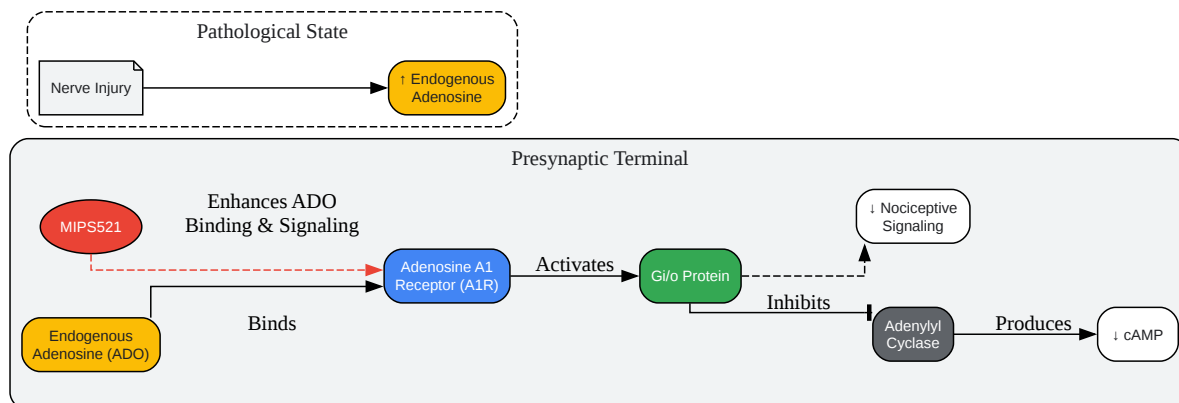 Pathological State
Nerve Injury
↑ Endogenous
Adenosine
Presynaptic Terminal
MIPS521
Enhances ADO
Binding & Signaling
↓ Nociceptive
Signaling
Adenosine A1
Receptor (A1R)
Activates
Gi/o Protein
Inhibits
Binds
Endogenous
Adenosine (ADO)
Adenylyl
Cyclase
Produces
↓ cAMP